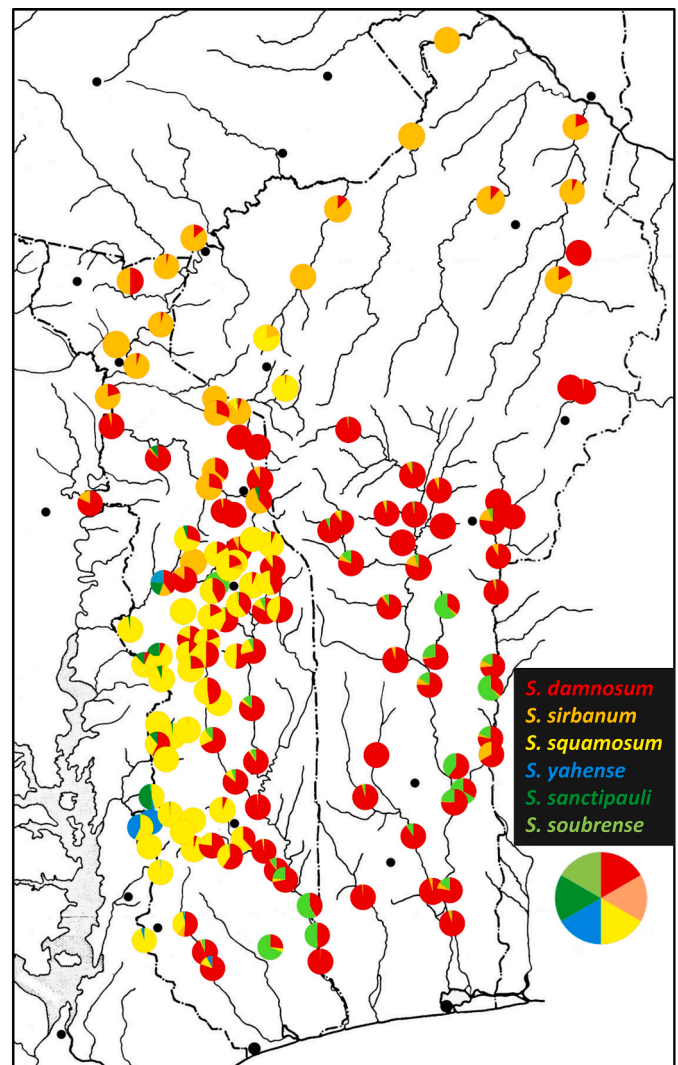 S. damnosum
S. sirbanum
S. squamosum
S. yahense
S. sanctipauli
S. soubrense